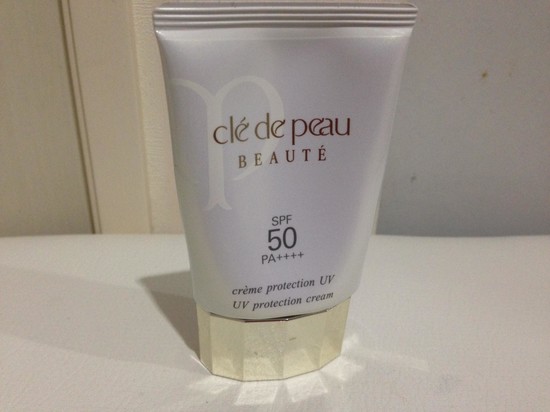 clé de peau
BEAUTÉ
SPF
50
PA++++
crème protection UV
UV protection cream